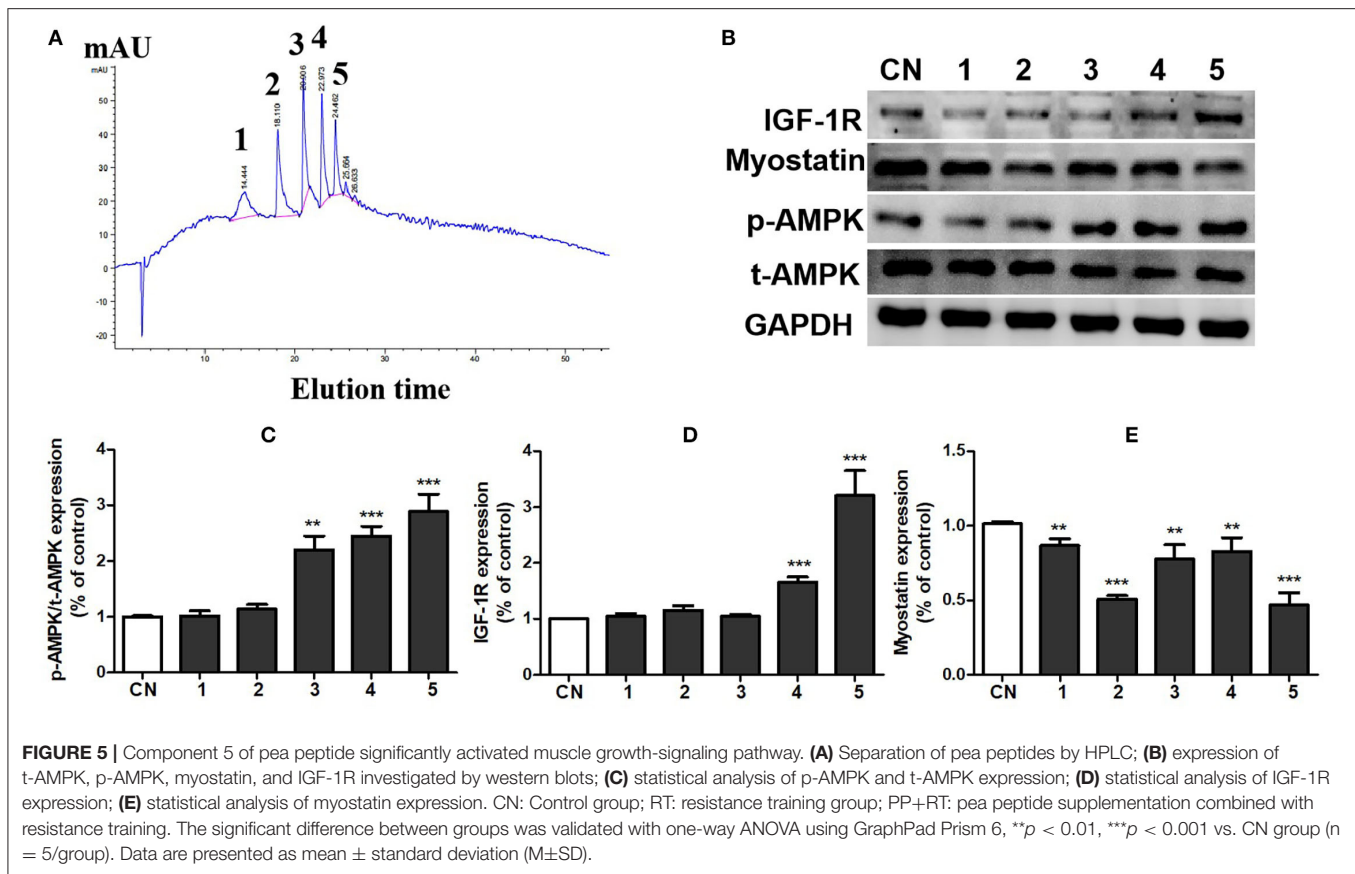 A
mAU
mAU
60
50
40
30
20
10
0
-10
-20
1
2
3
4
5
14.444
18.110
20.906
22.973
24.462
25.664
26.633
10
20
30
40
50
Elution time
B
CN 1 2 3 4 5
IGF-1R
Myostatin
p-AMPK
t-AMPK
GAPDH
C
p-AMPK/t-AMPK expression
(% of control)
4
3
2
1
0
**
***
***
CN 1 2 3 4 5
D
IGF-1R expression
(% of control)
4
3
2
1
0
***
***
CN 1 2 3 4 5
E
Myostatin expression
(% of control)
1.5
1.0
0.5
0.0
**
***
**
**
***
CN 1 2 3 4 5
FIGURE 5 | Component 5 of pea peptide significantly activated muscle growth-signaling pathway. (A) Separation of pea peptides by HPLC; (B) expression of
t-AMPK, p-AMPK, myostatin, and IGF-1R investigated by western blots; (C) statistical analysis of p-AMPK and t-AMPK expression; (D) statistical analysis of IGF-1R
expression; (E) statistical analysis of myostatin expression. CN: Control group; RT: resistance training group; PP+RT: pea peptide supplementation combined with
resistance training. The significant difference between groups was validated with one-way ANOVA using GraphPad Prism 6, **p < 0.01, ***p < 0.001 vs. CN group (n
= 5/group). Data are presented as mean ± standard deviation (M±SD).